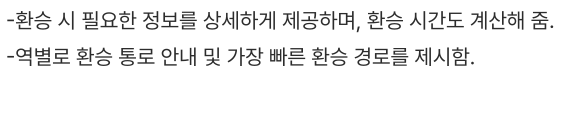 -환승 시 필요한 정보를 상세하게 제공하며, 환승 시간도 계산해 줌.
-역별로 환승 통로 안내 및 가장 빠른 환승 경로를 제시함.